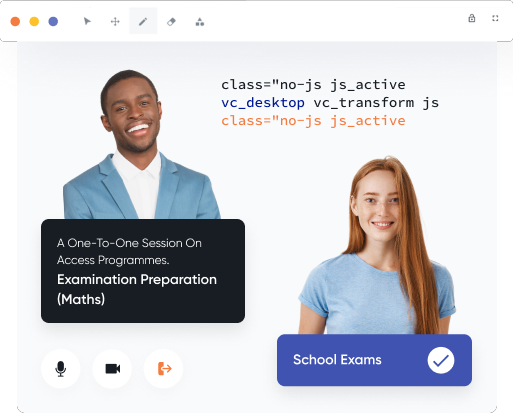 class="no-js js_active
vc_desktop vc_transform js
class="no-js js_active
A One-To-One Session On
Access Programmes.
Examination Preparation
(Maths)
School Exams